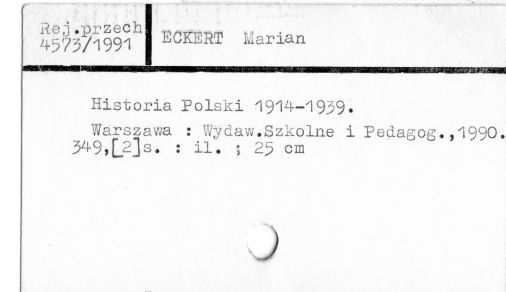 Rej.przech.
4573/1991
ECKERT Marian
Historia Polski 1914-1939.
Warszawa : Wydaw.Szkolne i Pedagog.,1990.
349,[2]s. : il. ; 25 cm